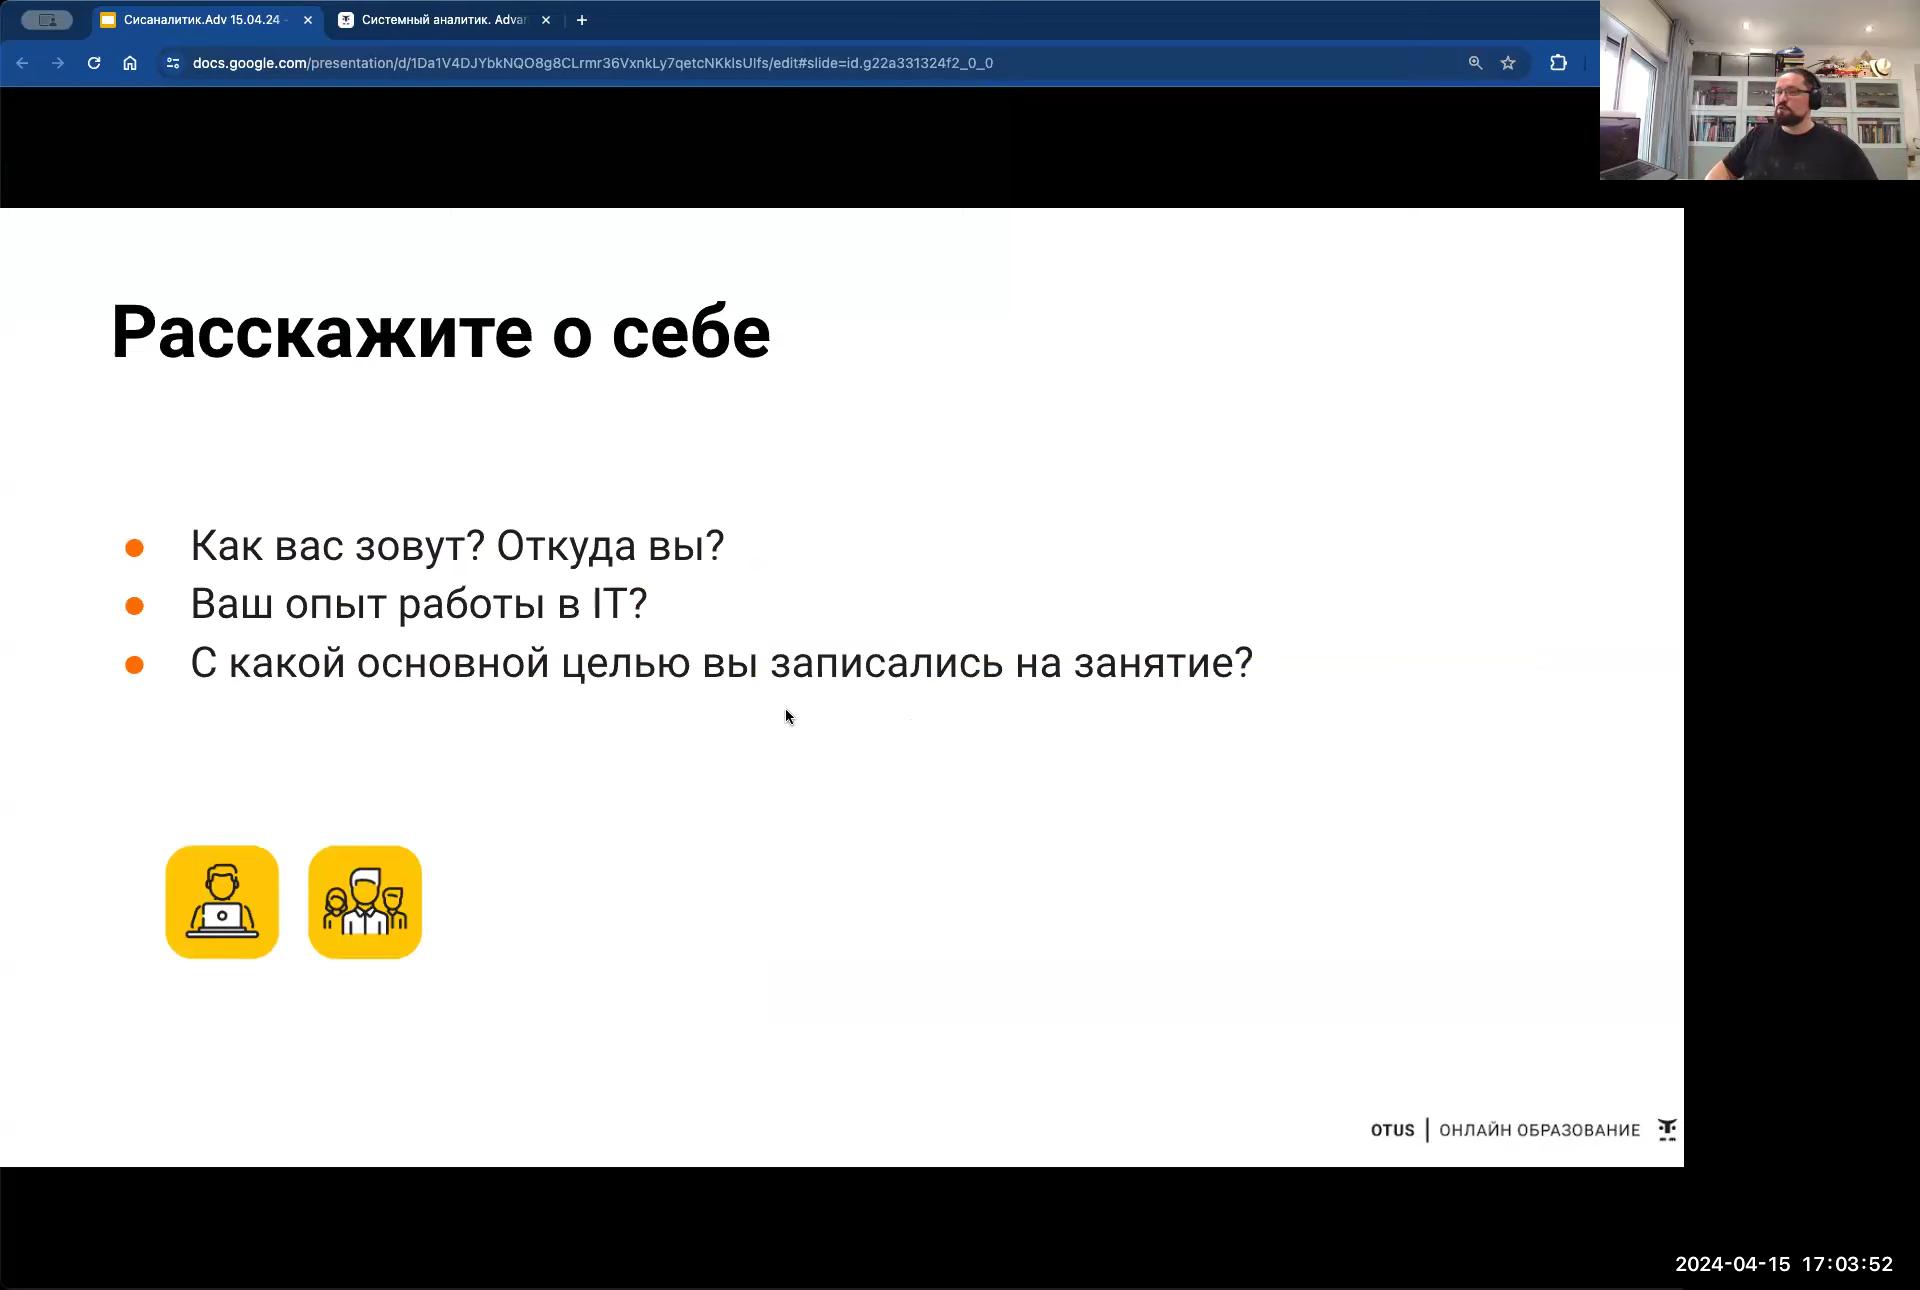 Сисаналитик.Adv 15.04.24 -
Системный аналитик. Advan
docs.google.com/presentation/d/1Da1V4DJYbkNQO8g8CLrmr36VxnkLy7qetcNKklsUlfs/edit#slide=id.g22a331324f2_0_0
Расскажите о себе
● Как вас зовут? Откуда вы?
● Ваш опыт работы в IT?
● С какой основной целью вы записались на занятие?
OTUS | ОНЛАЙН ОБРАЗОВАНИЕ
2024-04-15 17:03:52